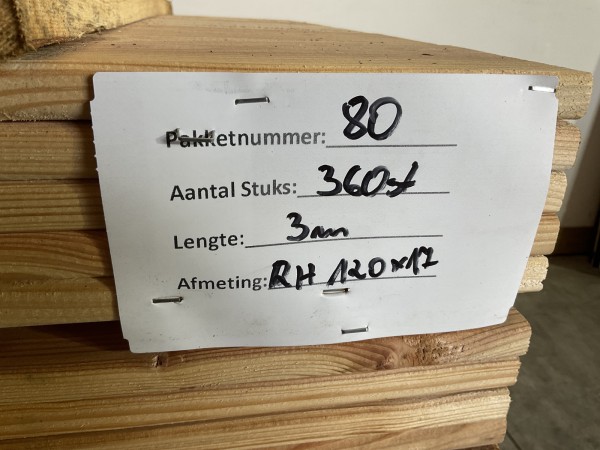 Pakketnummer: 80
Aantal Stuks: 360st
Lengte: 3m
Afmeting: RH 120x17